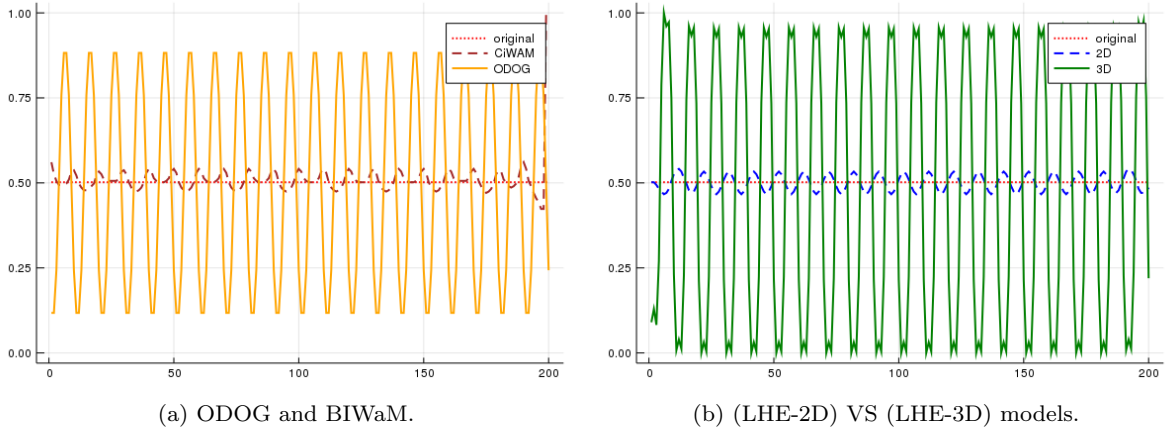 1.00
0.75
0.50
0.25
0.00
0
50
100
150
200
original
CiWAM
ODOG
(a) ODOG and BIWaM.
1.00
0.75
0.50
0.25
0.00
0
50
100
150
200
original
2D
3D
(b) (LHE-2D) VS (LHE-3D) models.